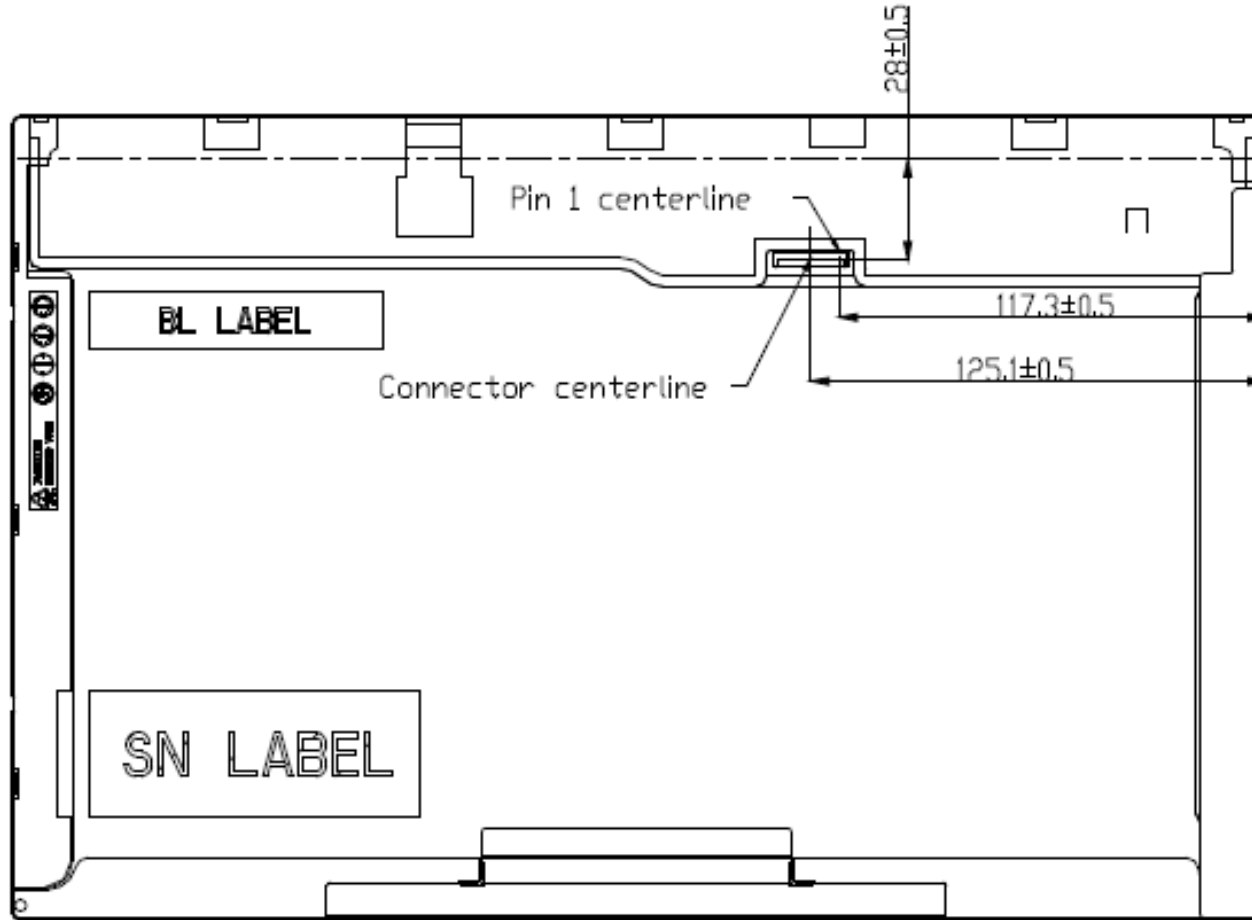 28±0.5
Pin 1 centerline
117.3±0.5
BL LABEL
125.1±0.5
Connector centerline
SN LABEL